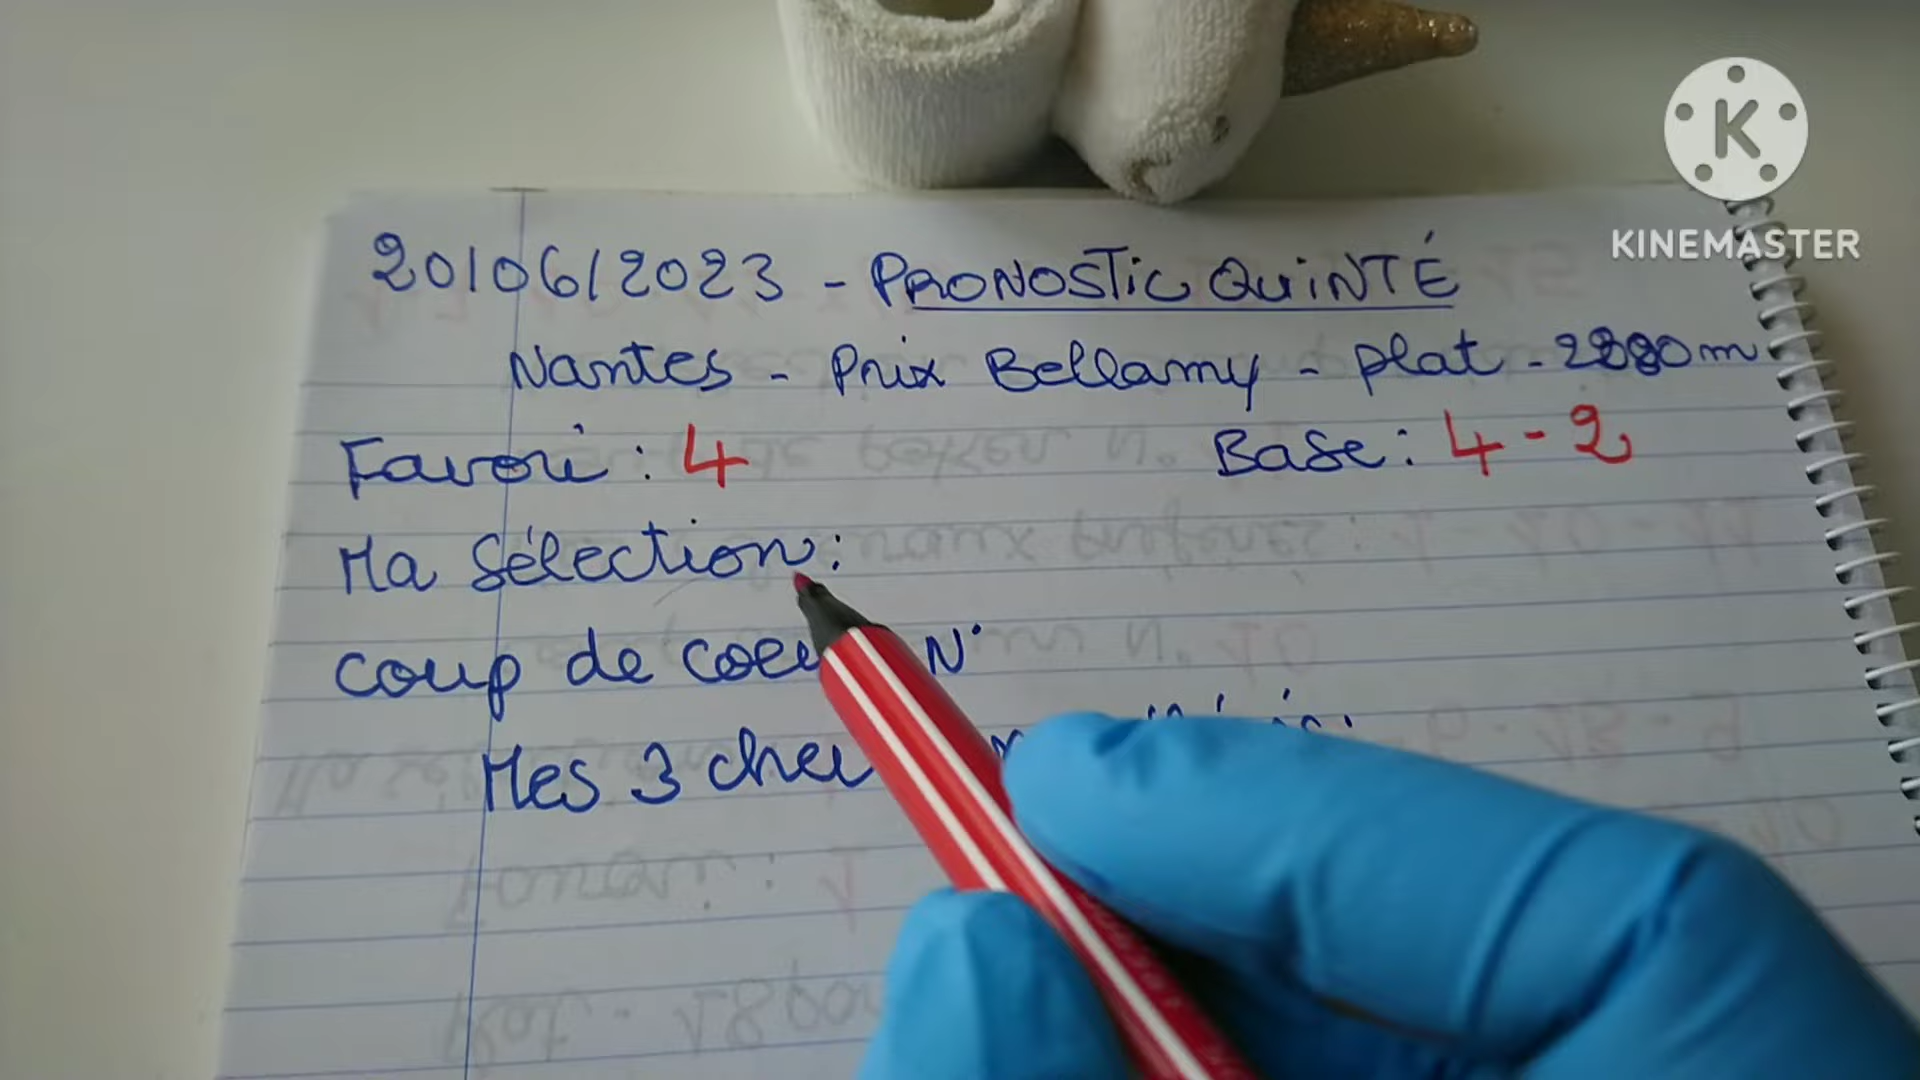 KINEMASTER
20/06/2023 - PRONOSTIC QUINTÉ
Nantes - Prix Bellamy - plat -
Favori : 4 Base : 4 - 2
Ma Sélection :
coup de N°
Mes 3